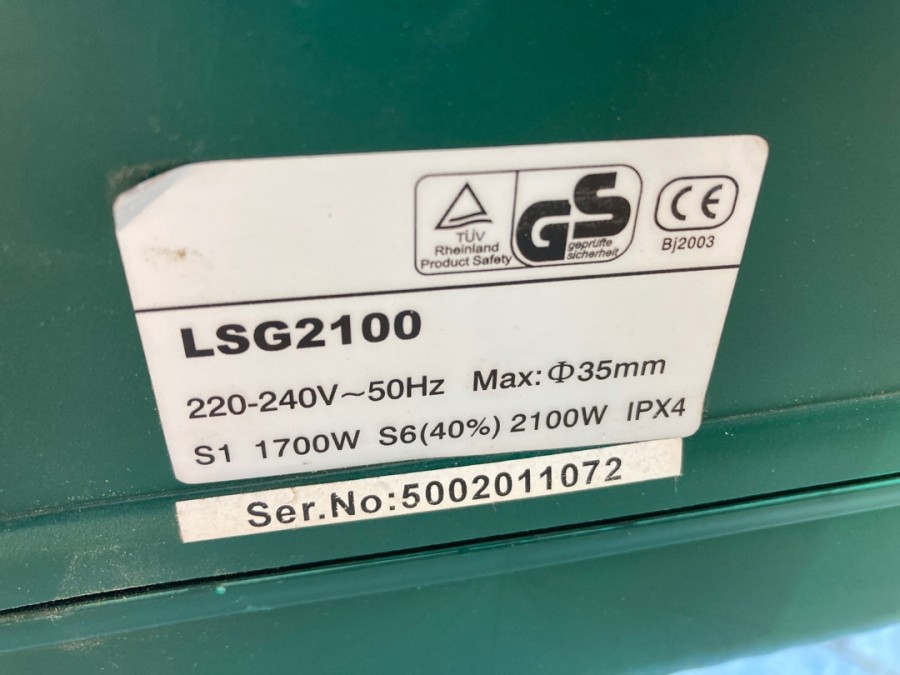 TÜV
Rheinland
Product Safety
GS
geprüfte
sicherheit
CE
Bj2003
LSG2100
220-240V~50Hz Max: Φ35mm
S1 1700W S6(40%) 2100W IPX4
Ser.No:5002011072